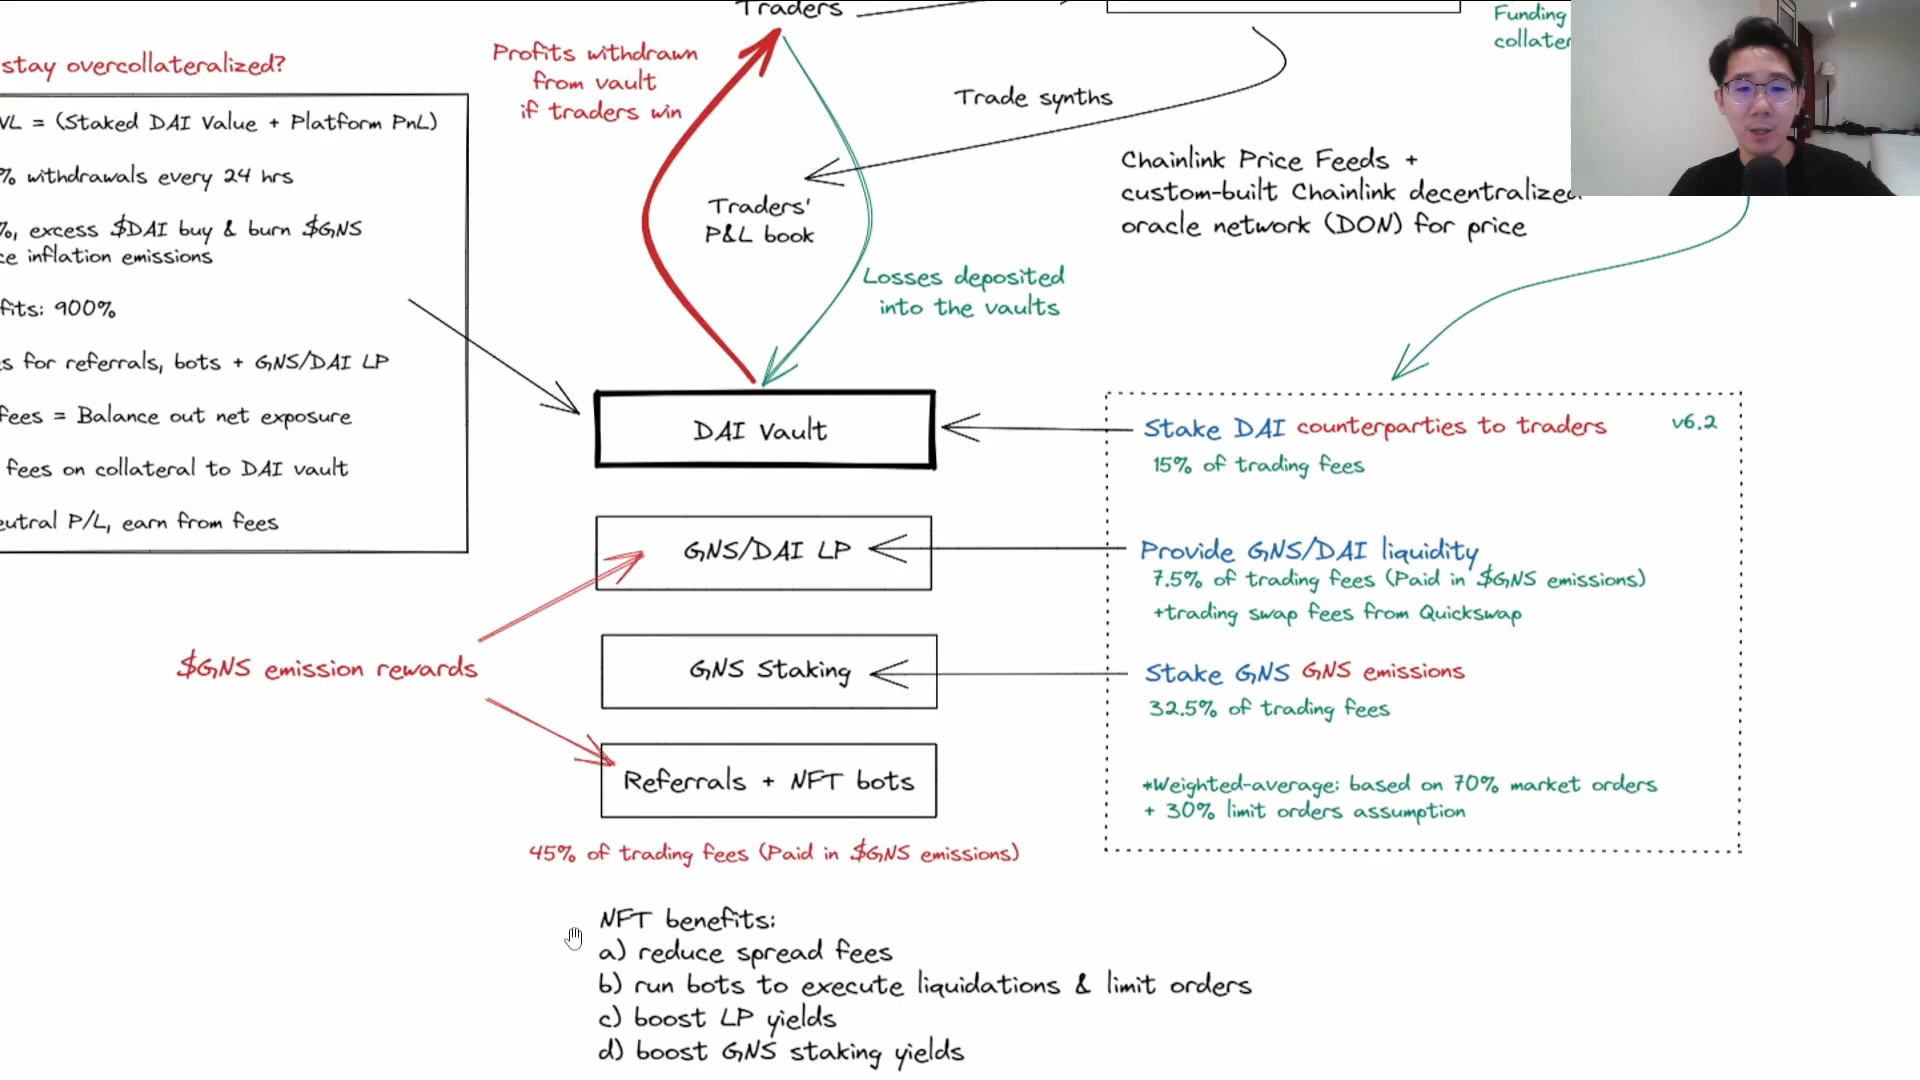 Traders
Funding
collater
stay overcollateralized?
Profits withdrawn
from vault
if traders win
VL = (Staked DAI Value + Platform PnL)
% withdrawals every 24 hrs
%, excess $DAI buy & burn $GNS
ce inflation emissions
fits: 900%
s for referrals, bots + GNS/DAI LP
fees = Balance out net exposure
fees on collateral to DAI vault
eutral P/L, earn from fees
Trade synths
Traders'
P&L book
Chainlink Price Feeds +
custom-built Chainlink decentralized
oracle network (DON) for price
Losses deposited
into the vaults
DAI Vault
GNS/DAI LP
GNS Staking
Referrals + NFT bots
$GNS emission rewards
45% of trading fees (Paid in $GNS emissions)
Stake DAI counterparties to traders
v6.2
15% of trading fees
Provide GNS/DAI liquidity
7.5% of trading fees (Paid in $GNS emissions)
+trading swap fees from Quickswap
Stake GNS GNS emissions
32.5% of trading fees
*Weighted-average: based on 70% market orders
+ 30% limit orders assumption
NFT benefits:
a) reduce spread fees
b) run bots to execute liquidations & limit orders
c) boost LP yields
d) boost GNS staking yields